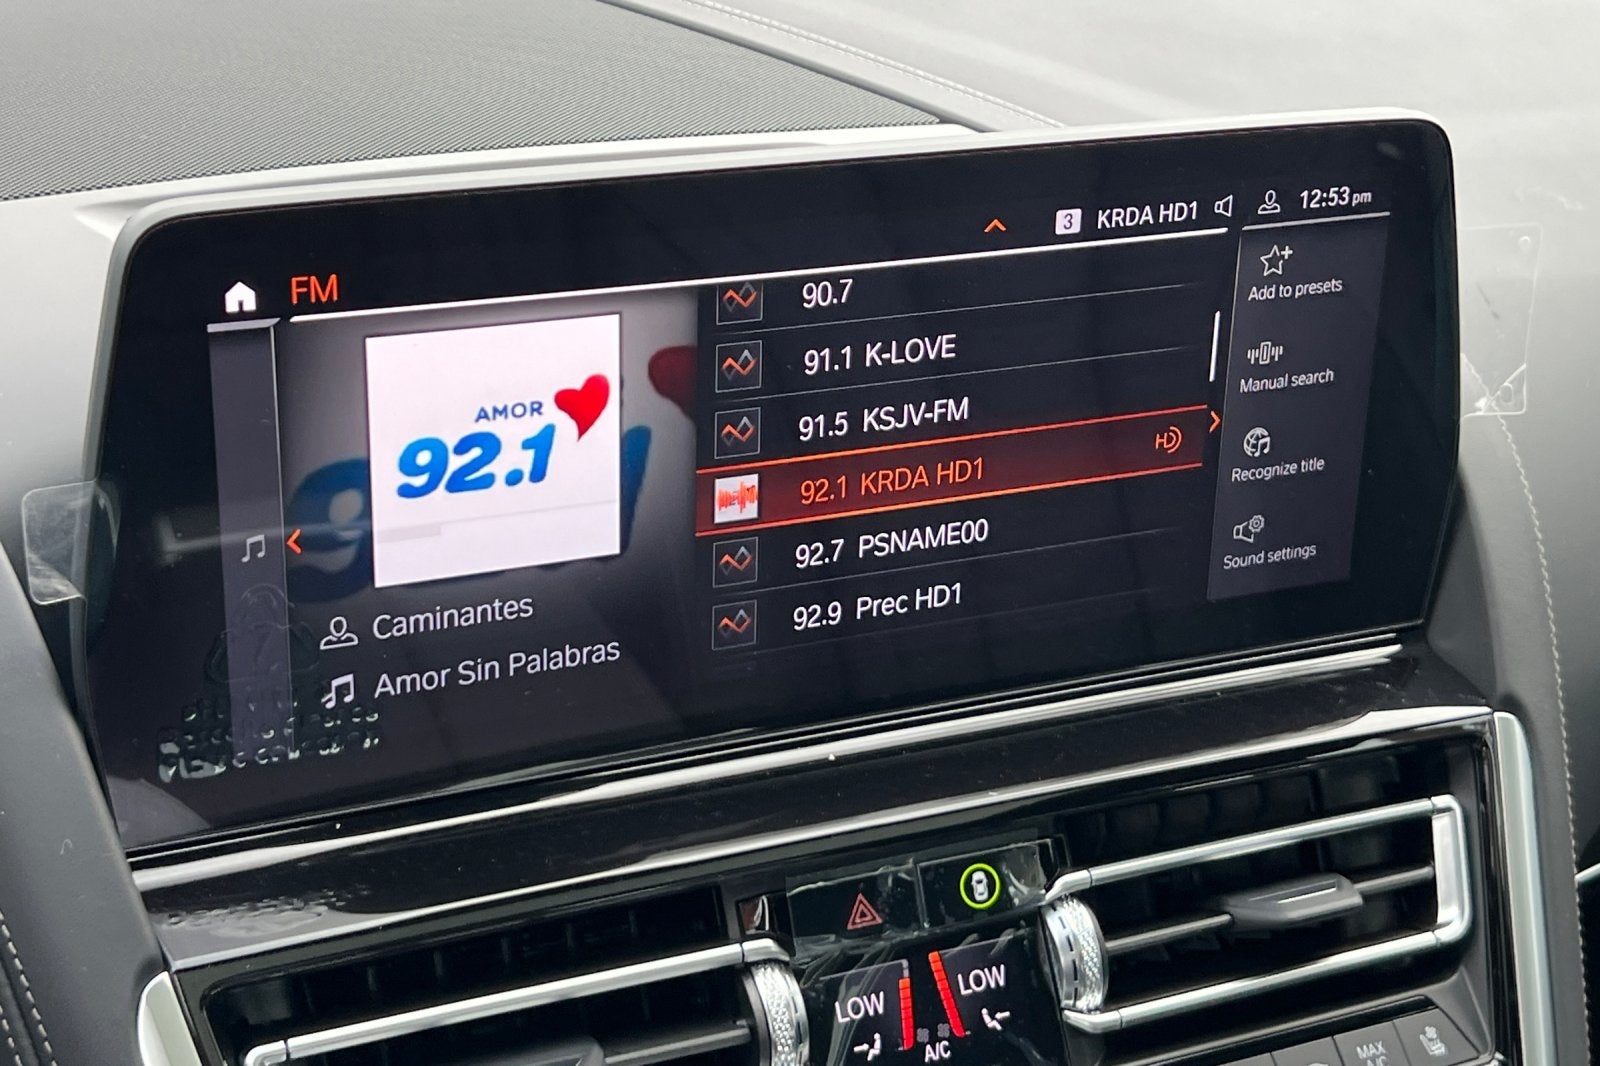 3 KRDA HD1 12:53 pm
FM
AMOR
92.1
Caminantes
Amor Sin Palabras
90.7
91.1 K-LOVE
91.5 KSJV-FM
92.1 KRDA HD1 HD
92.7 PSNAME00
92.9 Prec HD1
Add to presets
Manual search
Recognize title
Sound settings
LOW
LOW
A/C
MAX
A/C